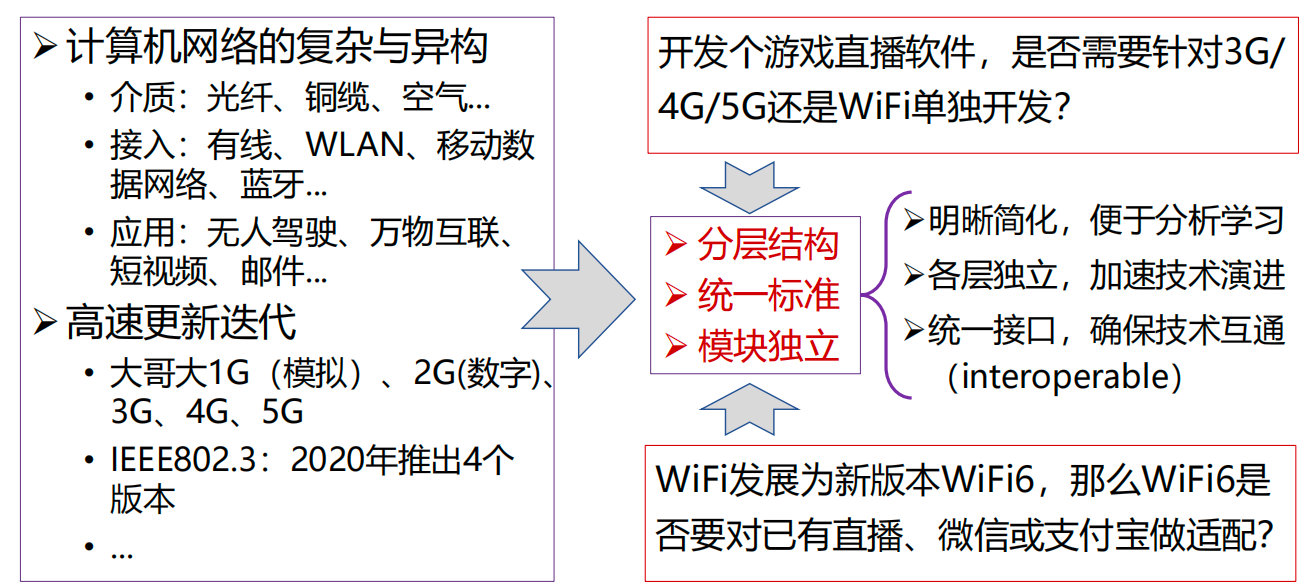 ➢计算机网络的复杂与异构
• 介质：光纤、铜缆、空气...
• 接入：有线、WLAN、移动数
据网络、蓝牙...
• 应用：无人驾驶、万物互联、
短视频、邮件...
➢高速更新迭代
• 大哥大1G（模拟）、2G(数字)、
3G、4G、5G
• IEEE802.3：2020年推出4个
版本
• ...
开发个游戏直播软件，是否需要针对3G/
4G/5G还是WiFi单独开发？
➢ 分层结构
➢ 统一标准
➢ 模块独立
➢明晰简化，便于分析学习
➢各层独立，加速技术演进
➢统一接口，确保技术互通
（interoperable）
WiFi发展为新版本WiFi6，那么WiFi6是
否要对已有直播、微信或支付宝做适配？